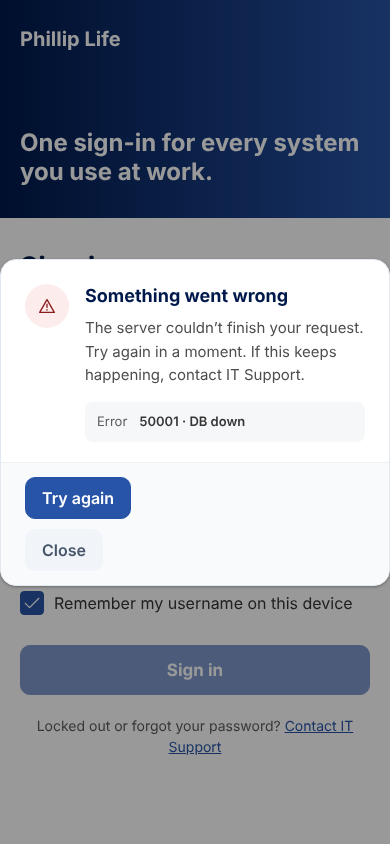 Phillip Life
One sign-in for every system
you use at work.
Something went wrong
The server couldn’t finish your request.
Try again in a moment. If this keeps
happening, contact IT Support.
Error 50001 · DB down
Try again
Close
Remember my username on this device
Sign in
Locked out or forgot your password? Contact IT
Support